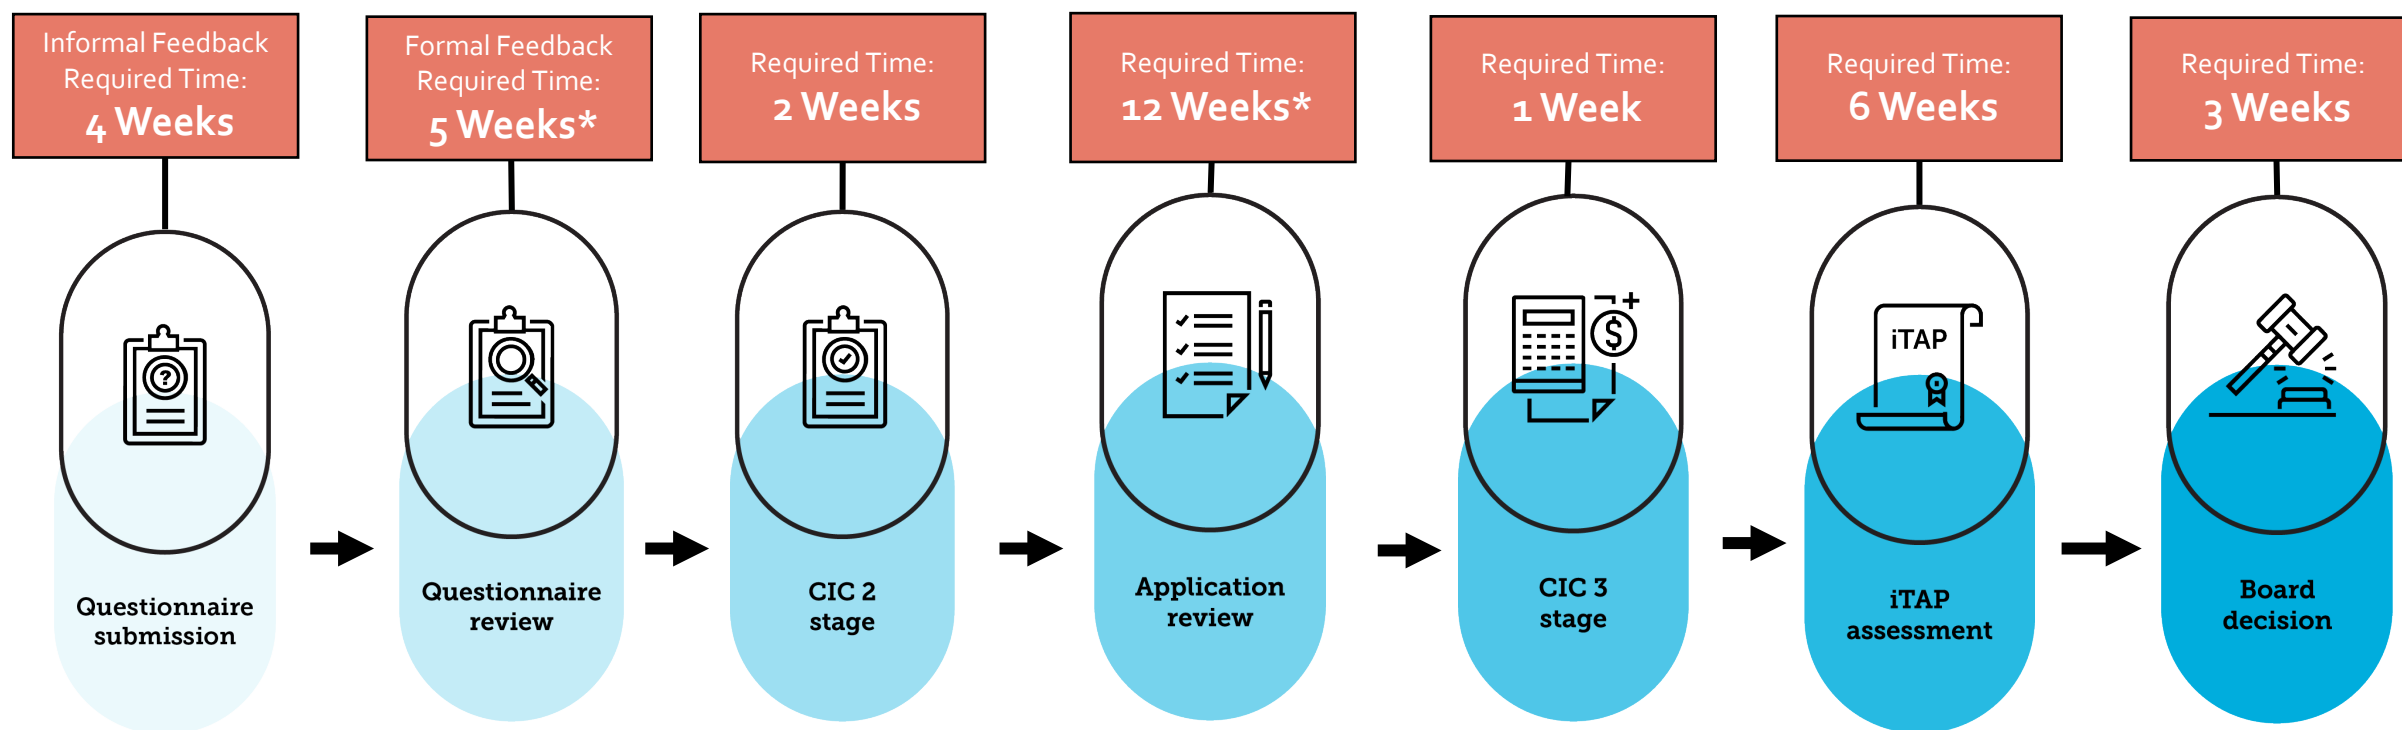 Informal Feedback
Required Time:
4 Weeks
Formal Feedback
Required Time:
5 Weeks*
Required Time:
2 Weeks
Required Time:
12 Weeks*
Required Time:
1 Week
Required Time:
6 Weeks
Required Time:
3 Weeks
?
$
iTAP
Questionnaire
submission
Questionnaire
review
CIC 2
stage
Application
review
CIC 3
stage
iTAP
assessment
Board
decision